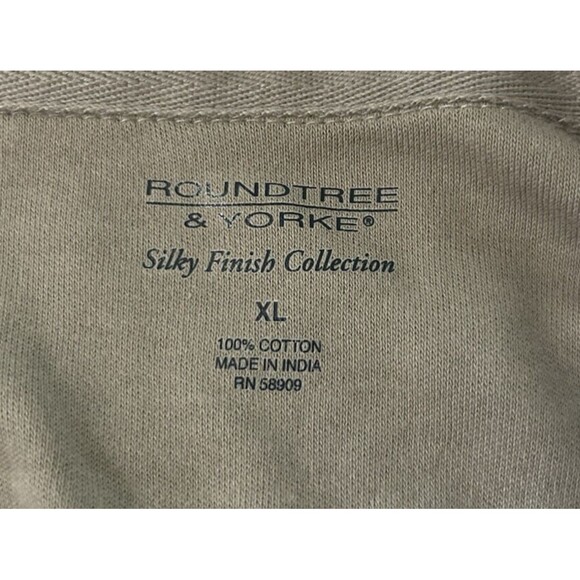 ROUNDTREE
& YORKE®
Silky Finish Collection
XL
100% COTTON
MADE IN INDIA
RN 58909